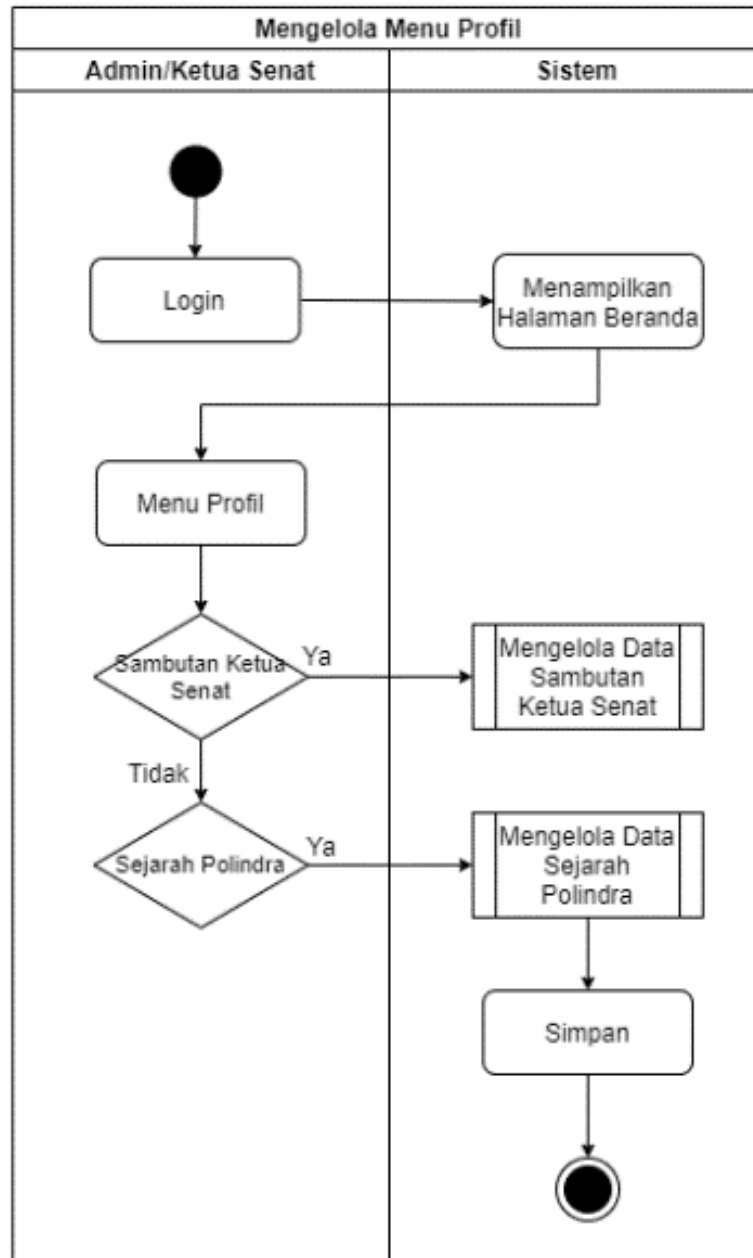 Mengelola Menu Profil
Admin/Ketua Senat
Sistem
Login
Menampilkan
Halaman Beranda
Menu Profil
Sambutan Ketua
Senat
Ya
Mengelola Data
Sambutan
Ketua Senat
Tidak
Sejarah Polindra
Ya
Mengelola Data
Sejarah
Polindra
Simpan